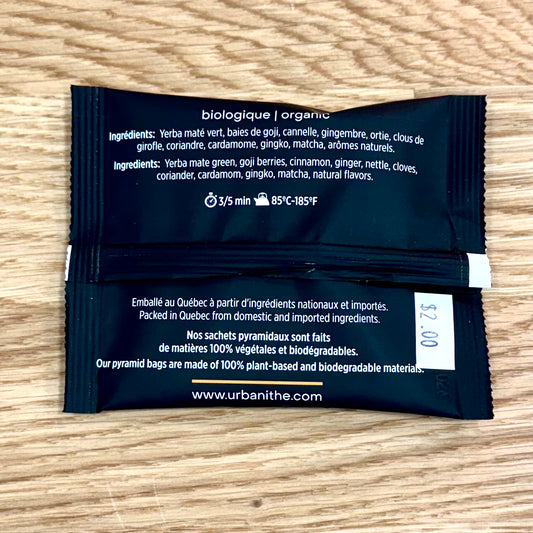 biologique | organic
Ingrédients: Yerba maté vert, baies de goji, cannelle, gingembre, ortie, clous de
girofle, coriandre, cardamome, gingko, matcha, arômes naturels.
Ingredients: Yerba mate green, goji berries, cinnamon, ginger, nettle, cloves,
coriander, cardamom, gingko, matcha, natural flavors.
3/5 min 85°C-185°F
Emballé au Québec à partir d'ingrédients nationaux et importés.
Packed in Quebec from domestic and imported ingredients.
$2.00
Nos sachets pyramidaux sont faits
de matières 100% végétales et biodégradables.
Our pyramid bags are made of 100% plant-based and biodegradable materials.
www.urbanithe.com